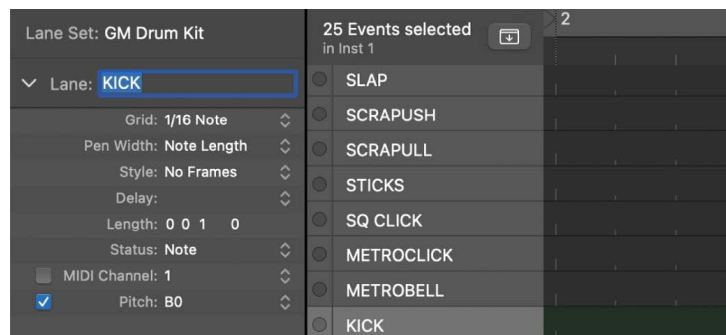 Lane Set: GM Drum Kit
Lane: KICK
Grid: 1/16 Note
Pen Width: Note Length
Style: No Frames
Delay:
Length: 0 0 1 0
Status: Note
MIDI Channel: 1
Pitch: B0
25 Events selected
in Inst 1
SLAP
SCRAPUSH
SCRAPULL
STICKS
SQ CLICK
METROCLICK
METROBELL
KICK
2